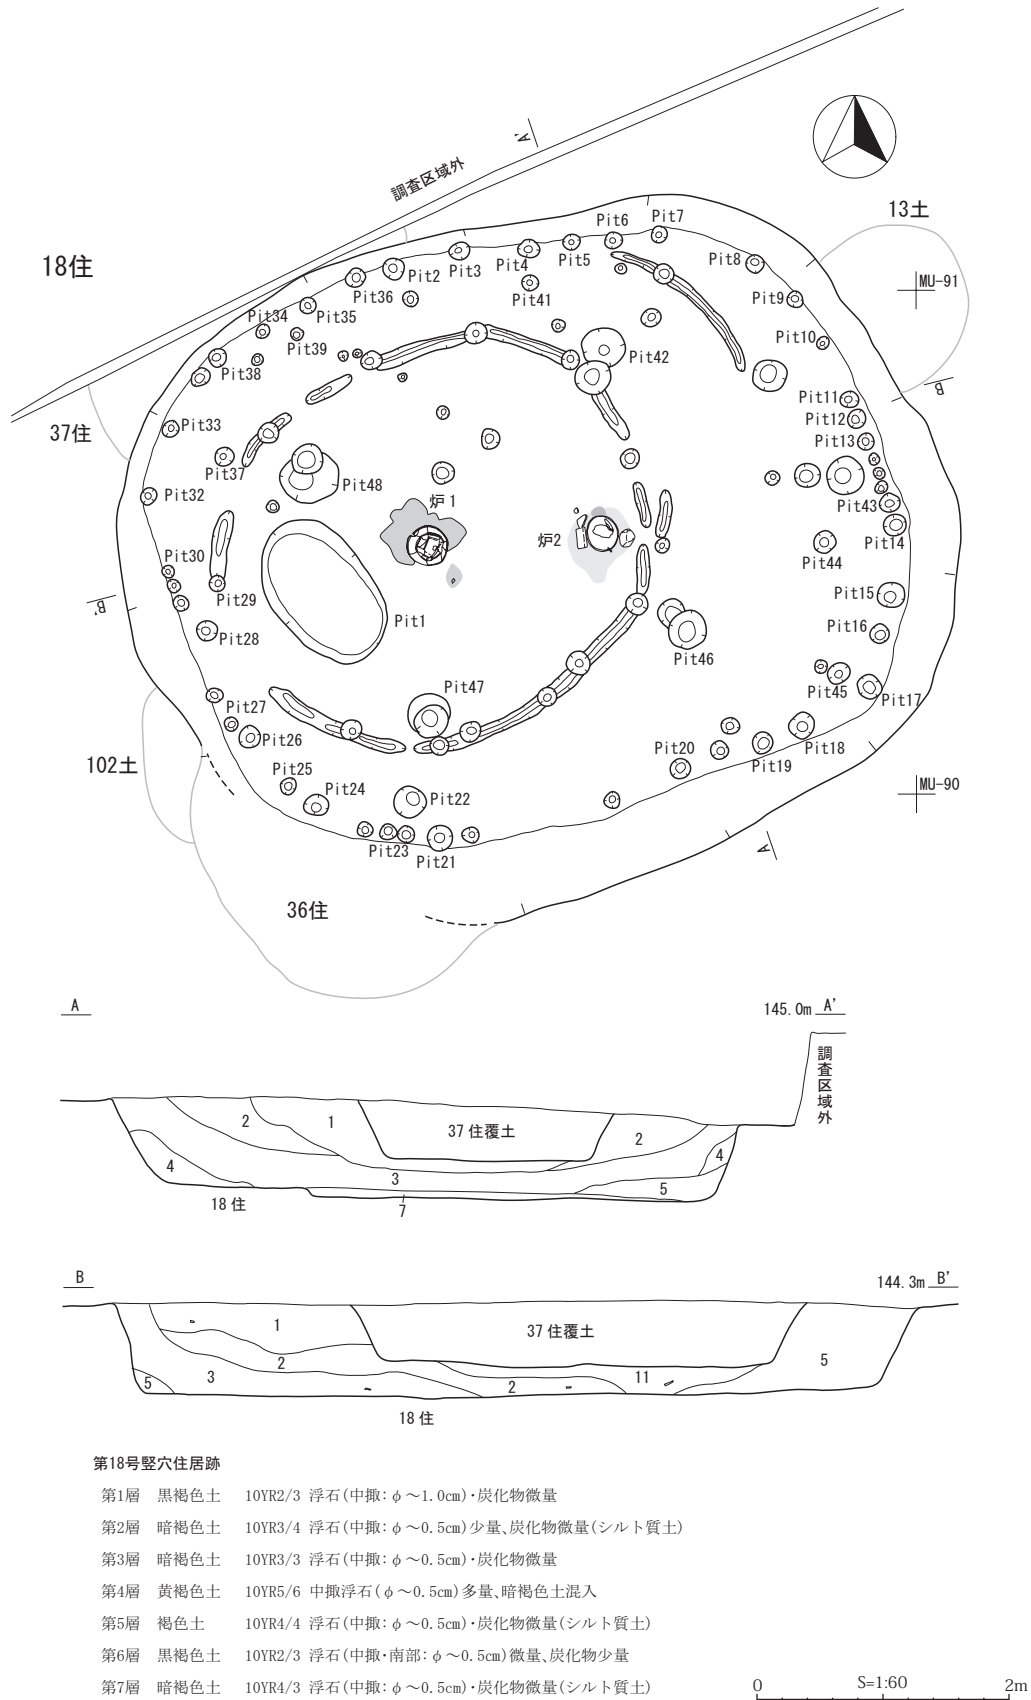 A'
調査区域外
13土
18住
Pit6
Pit7
Pit4
Pit5
Pit3
Pit8
Pit2
MU-91
Pit36
Pit41
Pit9
Pit34
Pit35
Pit10
Pit39
Pit42
Pit38
B
Pit11
Pit33
Pit12
37住
Pit13
Pit37
Pit48
Pit32
炉1
Pit43
炉2
Pit14
Pit30
Pit44
Pit29
Pit15
B'
Pit1
Pit16
Pit28
Pit46
Pit47
Pit45
Pit27
Pit17
Pit26
Pit20
Pit18
102土
Pit19
Pit25
Pit24
Pit22
MU-90
Pit23
Pit21
A
36住
A
145.0m A'
調査区域外
2
1
37住覆土
2
4
4
3
5
18住
7
B
144.3m B'
1
37住覆土
2
5
3
5
2
11
18住
第18号竪穴住居跡
第1層 黒褐色土 10YR2/3 浮石(中掫:φ～1.0cm)・炭化物微量
第2層 暗褐色土 10YR3/4 浮石(中掫:φ～0.5cm)少量、炭化物微量(シルト質土)
第3層 暗褐色土 10YR3/3 浮石(中掫:φ～0.5cm)・炭化物微量
第4層 黄褐色土 10YR5/6 中掫浮石(φ～0.5cm)多量、暗褐色土混入
第5層 褐色土 10YR4/4 浮石(中掫:φ～0.5cm)・炭化物微量(シルト質土)
第6層 黒褐色土 10YR2/3 浮石(中掫・南部:φ～0.5cm)微量、炭化物少量
第7層 暗褐色土 10YR4/3 浮石(中掫:φ～0.5cm)・炭化物微量(シルト質土)
0 S=1:60 2m